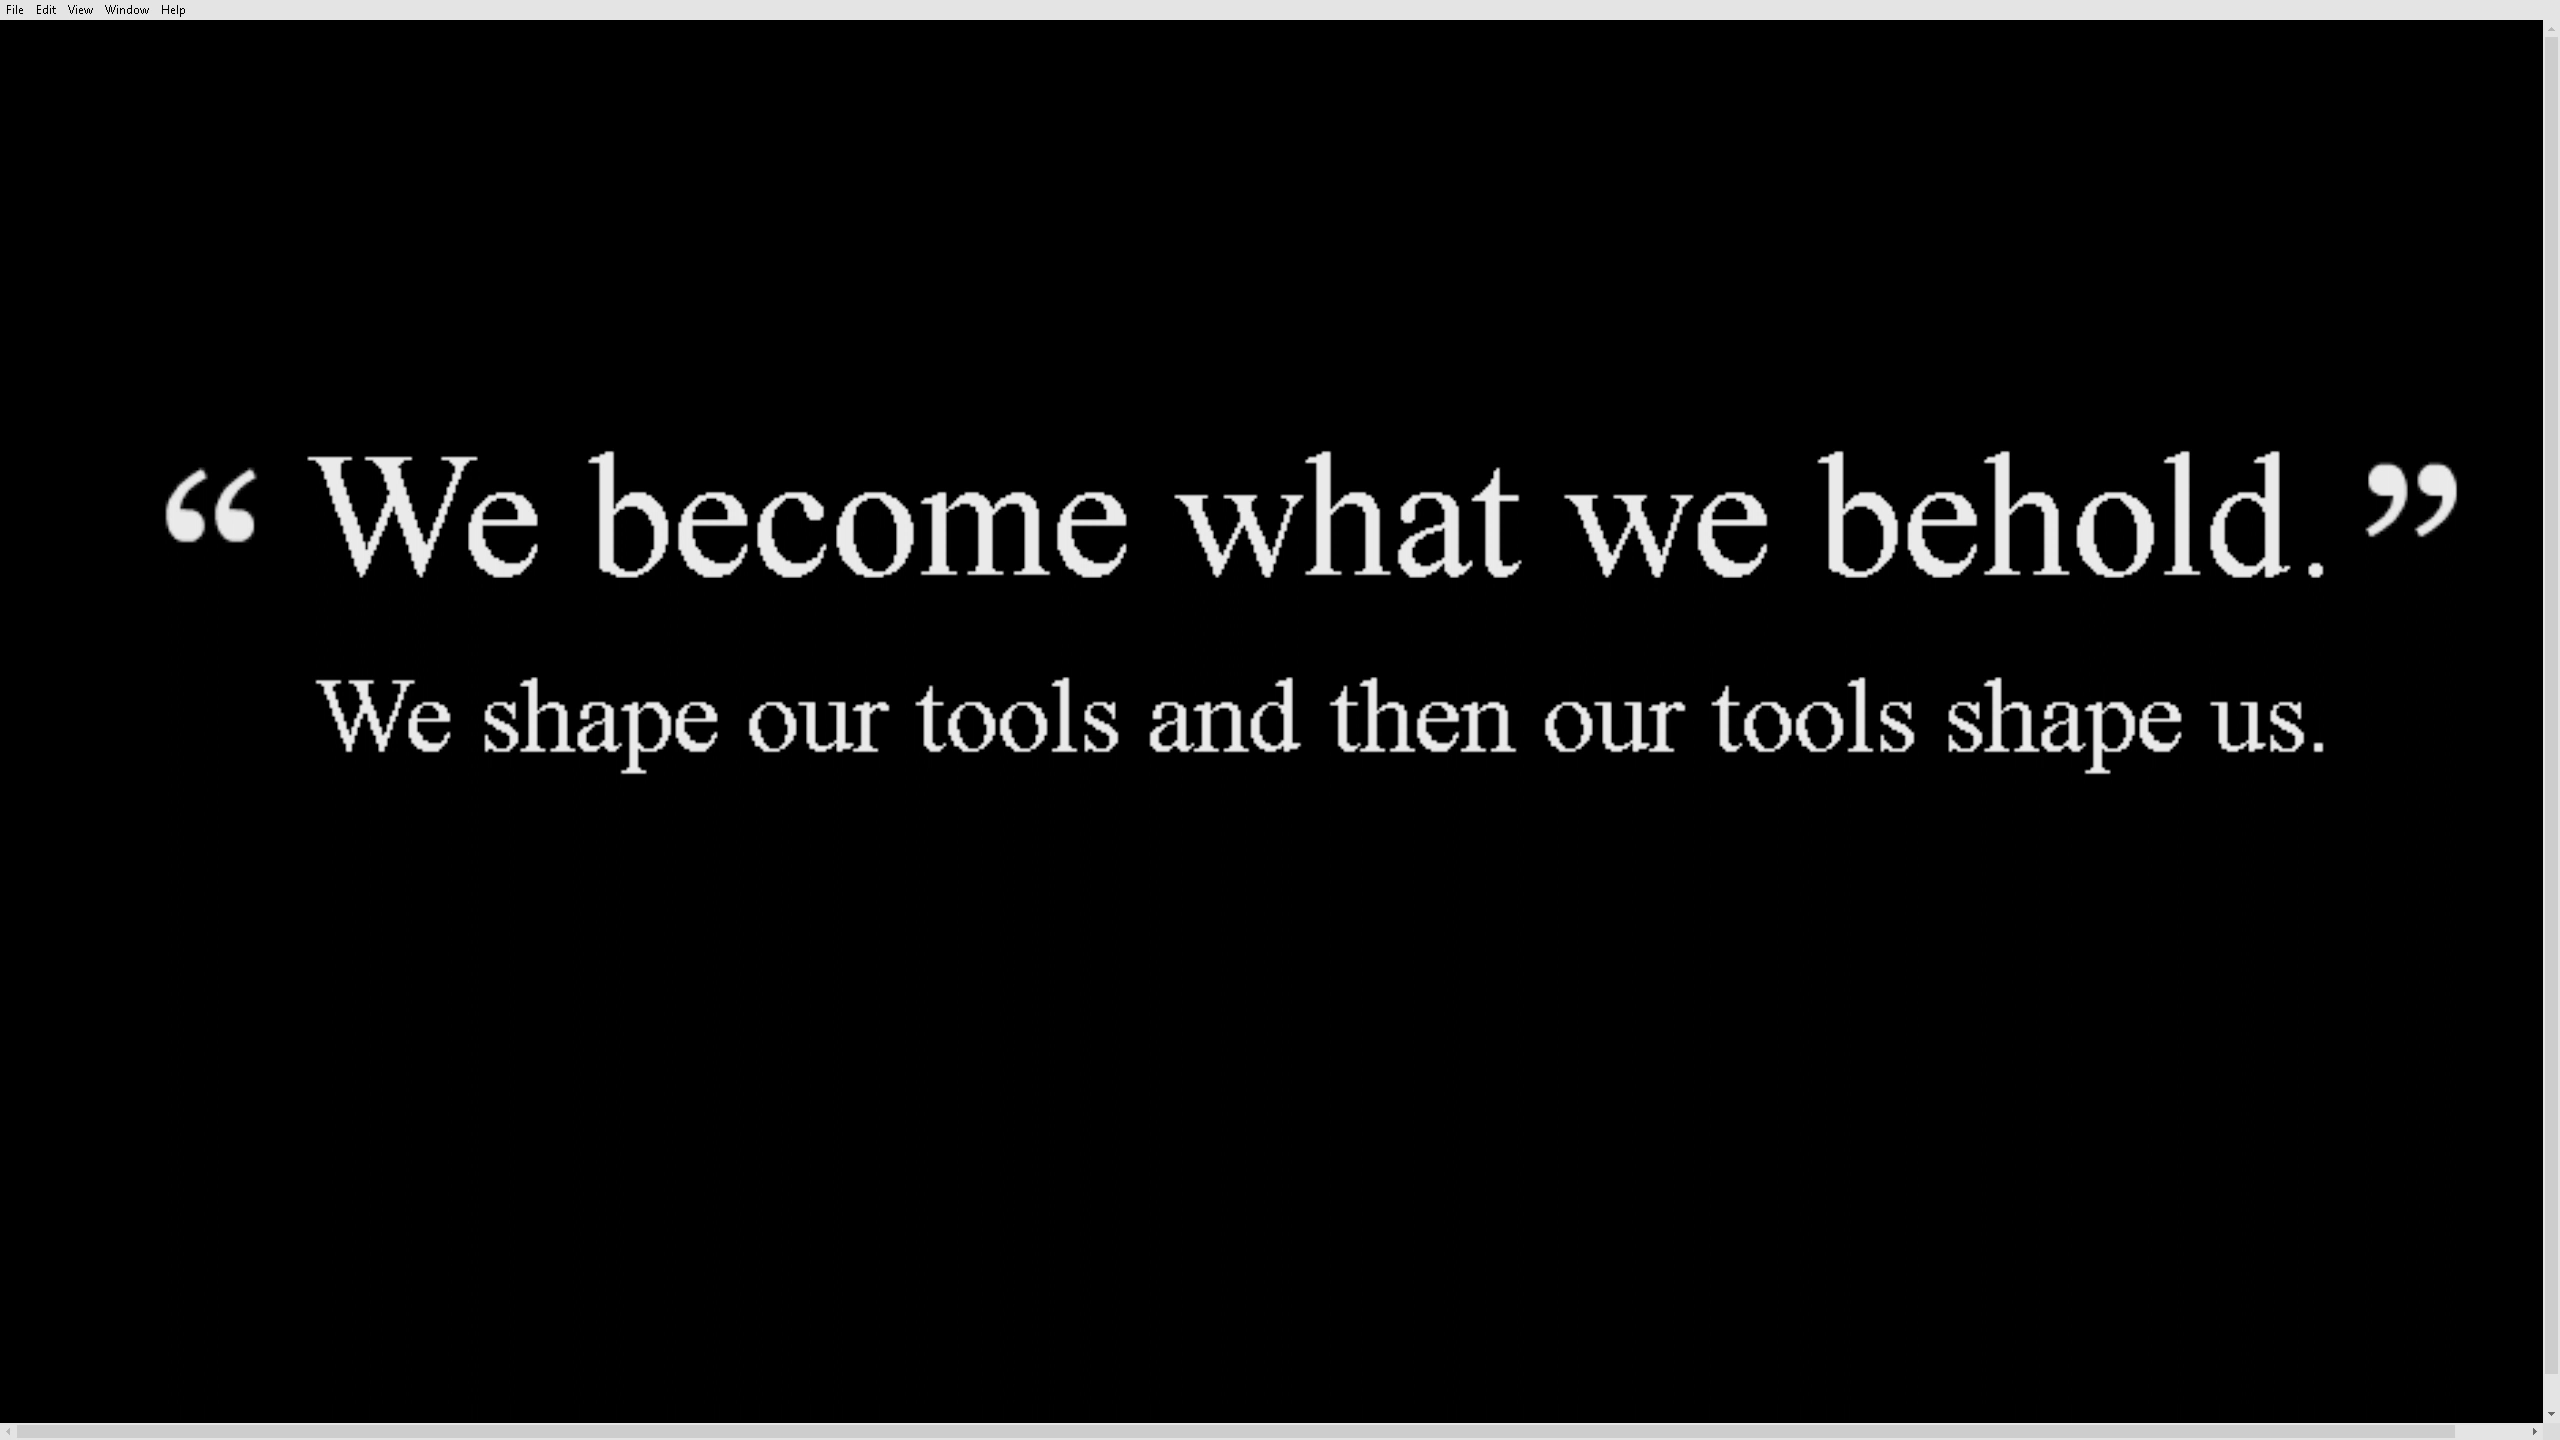 File Edit View Window Help
“ We become what we behold. ”
We shape our tools and then our tools shape us.